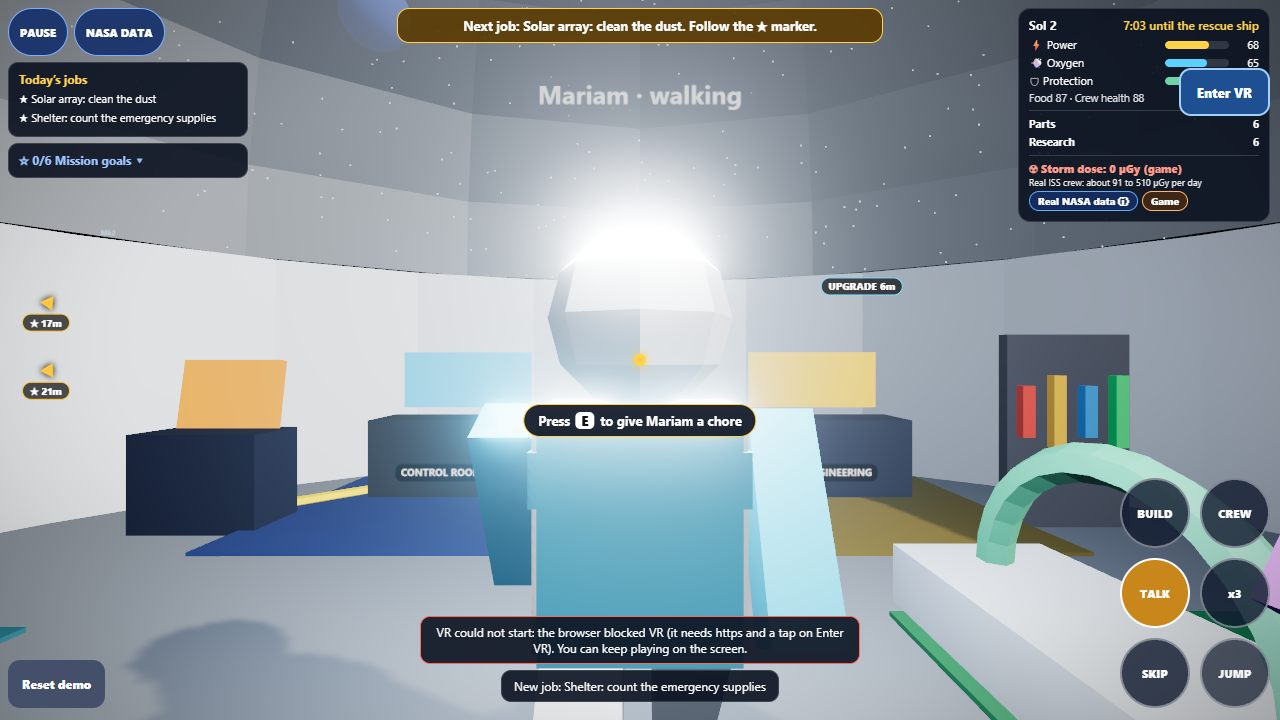 PAUSE
NASA DATA
Next job: Solar array: clean the dust. Follow the ★ marker.
Today's jobs
★ Solar array: clean the dust
★ Shelter: count the emergency supplies
☆ 0/6 Mission goals ▾
Sol 2
7:03 until the rescue ship
Power 68
Oxygen 65
Protection
Enter VR
Food 87 · Crew health 88
Parts 6
Research 6
☢ Storm dose: 0 µGy (game)
Real ISS crew: about 91 to 510 µGy per day
Real NASA data ⓘ
Game
Mariam · walking
UPGRADE 6m
★ 17m
★ 21m
Press E to give Mariam a chore
CONTROL ROO
GINEERING
BUILD
CREW
TALK
x3
SKIP
JUMP
VR could not start: the browser blocked VR (it needs https and a tap on Enter
VR). You can keep playing on the screen.
New job: Shelter: count the emergency supplies
Reset demo